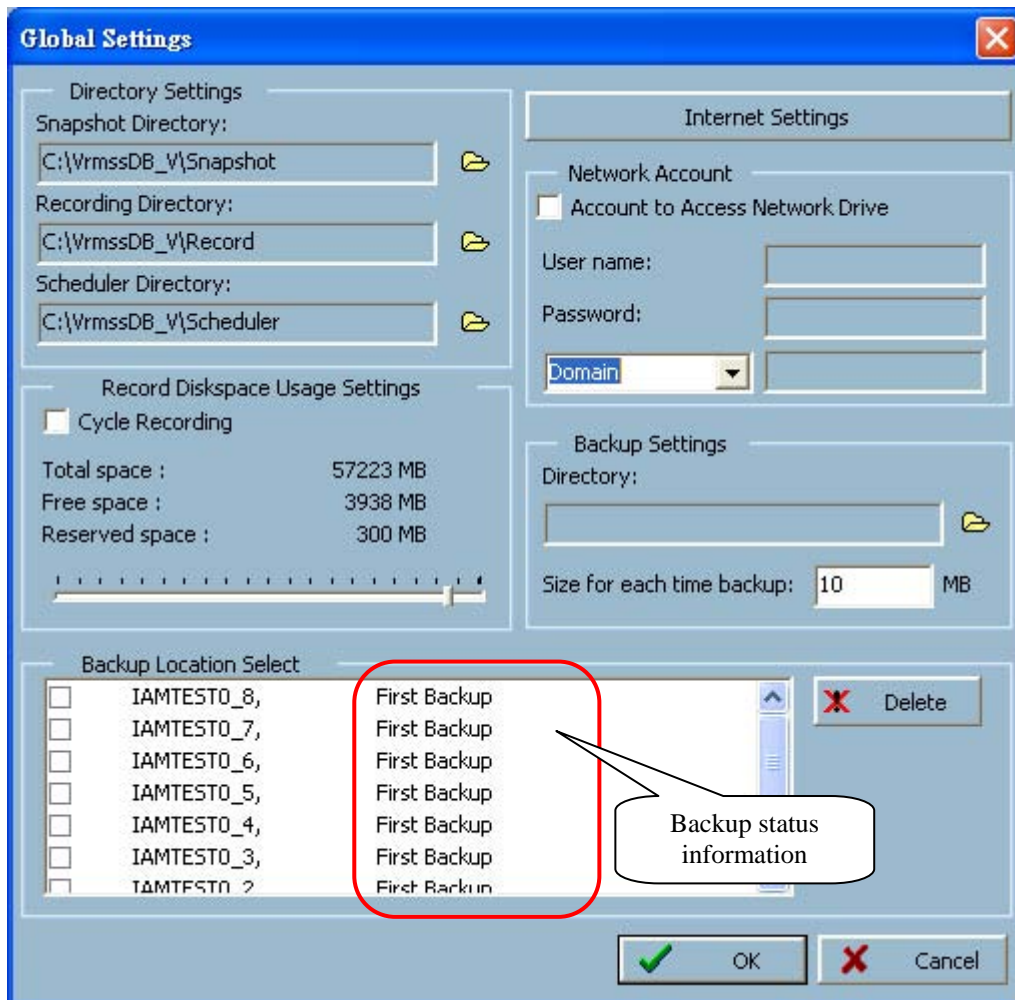 Global Settings
Directory Settings
Snapshot Directory:
C:\VrmssDB_V\Snapshot
Recording Directory:
C:\VrmssDB_V\Record
Scheduler Directory:
C:\VrmssDB_V\Scheduler
Record Diskspace Usage Settings
Cycle Recording
Total space : 57223 MB
Free space : 3938 MB
Reserved space : 300 MB
Internet Settings
Network Account
Account to Access Network Drive
User name:
Password:
Domain
Backup Settings
Directory:
Size for each time backup: 10 MB
Backup Location Select
IAMTEST0_8, First Backup
IAMTEST0_7, First Backup
IAMTEST0_6, First Backup
IAMTEST0_5, First Backup
IAMTEST0_4, First Backup
IAMTEST0_3, First Backup
IAMTEST0_2 First Backup
Delete
Backup status
information
OK
Cancel